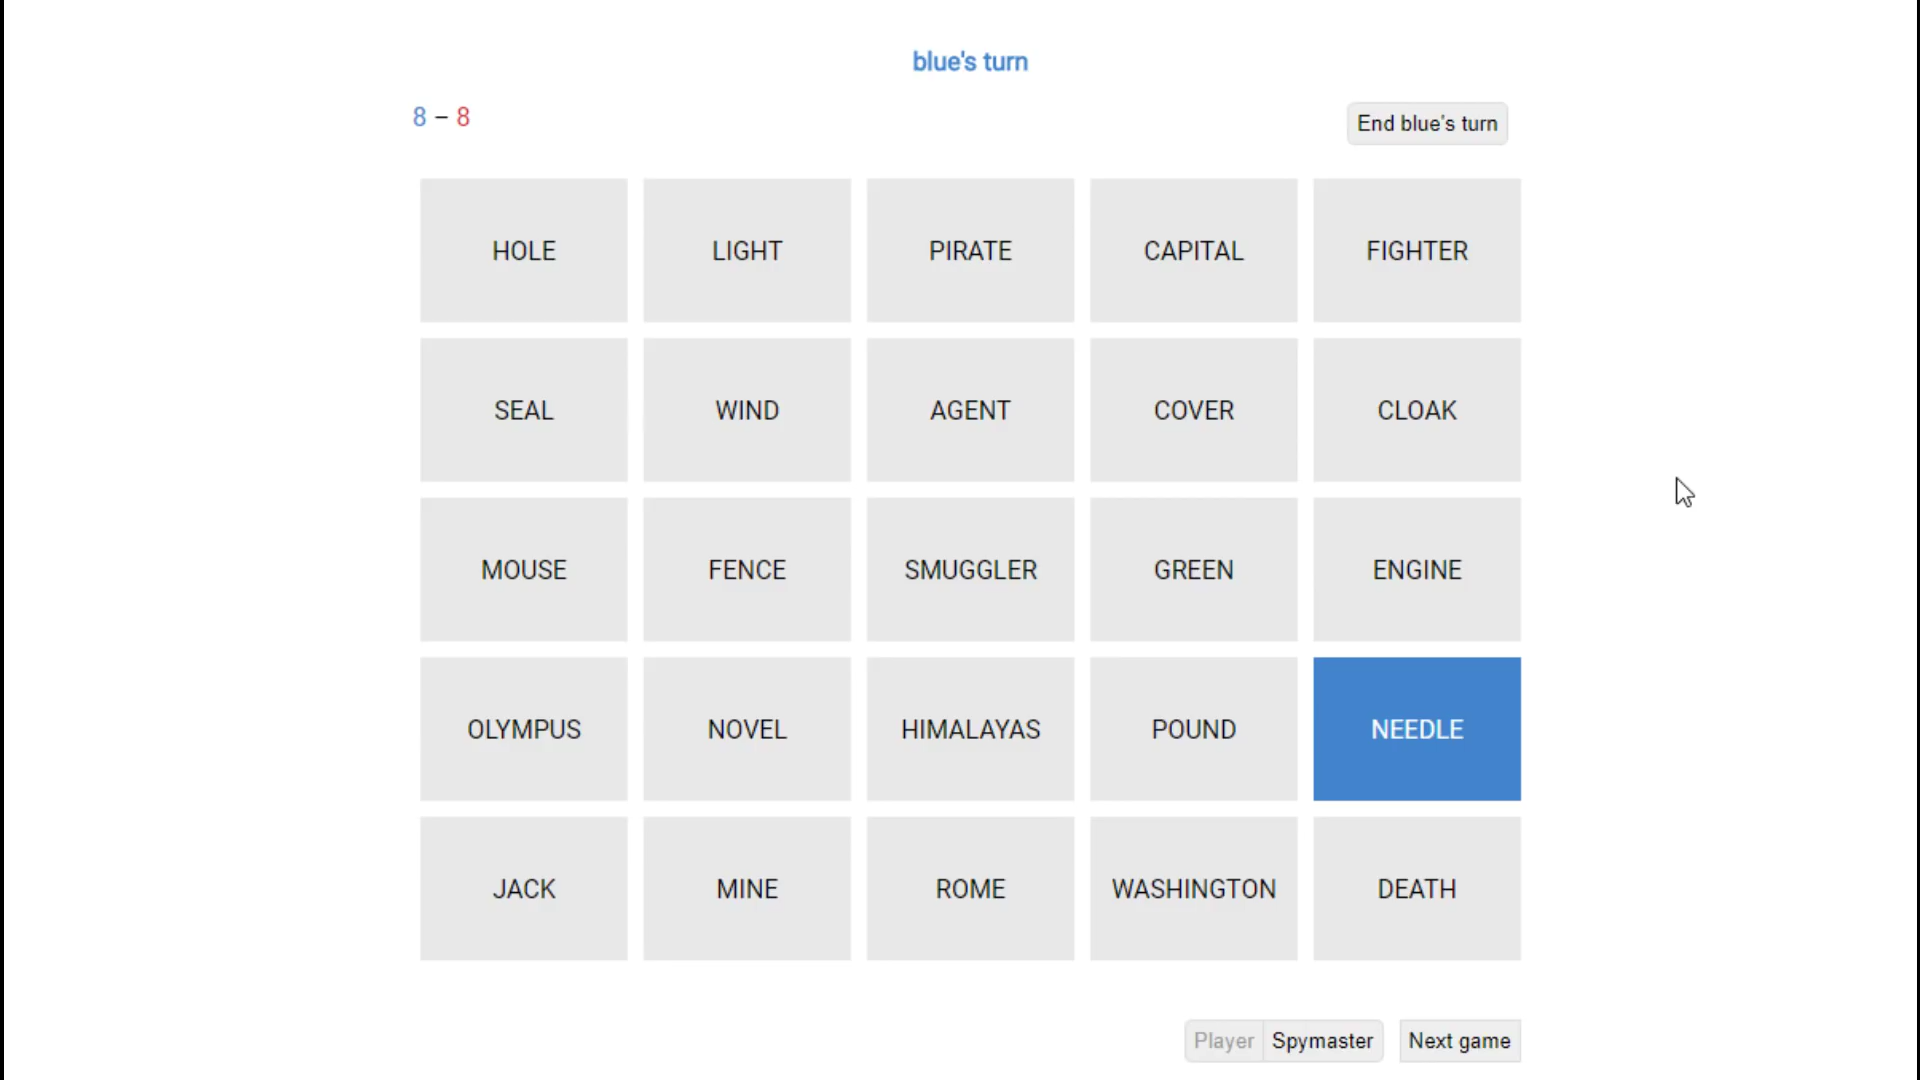 blue's turn
8 – 8
End blue's turn
HOLE LIGHT PIRATE CAPITAL FIGHTER
SEAL WIND AGENT COVER CLOAK
MOUSE FENCE SMUGGLER GREEN ENGINE
OLYMPUS NOVEL HIMALAYAS POUND NEEDLE
JACK MINE ROME WASHINGTON DEATH
Player Spymaster Next game